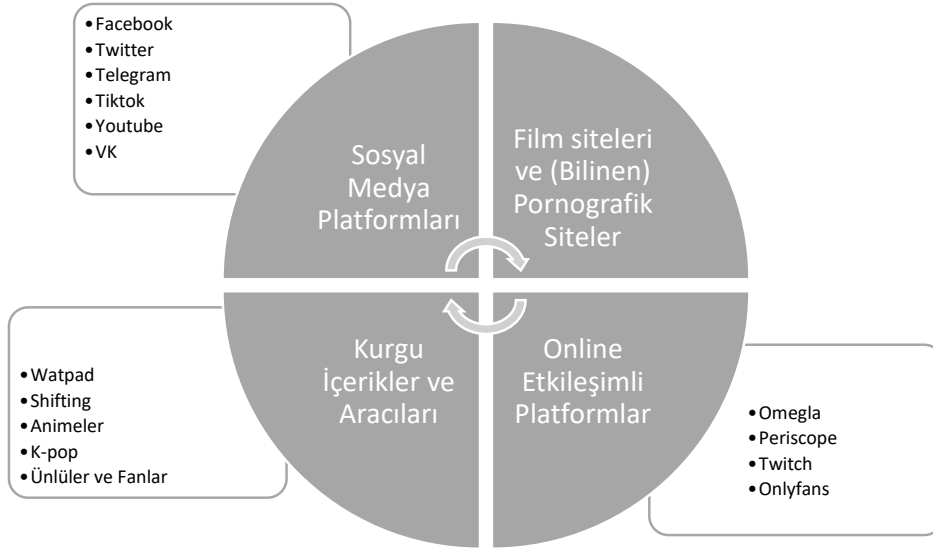 •Facebook
•Twitter
•Telegram
•Tiktok
•Youtube
•VK
Sosyal
Medya
Platformları
Film siteleri
ve (Bilinen)
Pornografik
Siteler
•Watpad
•Shifting
•Animeler
•K-pop
•Ünlüler ve Fanlar
Kurgu
İçerikler ve
Aracıları
Online
Etkileşimli
Platformlar
•Omegla
•Periscope
•Twitch
•Onlyfans